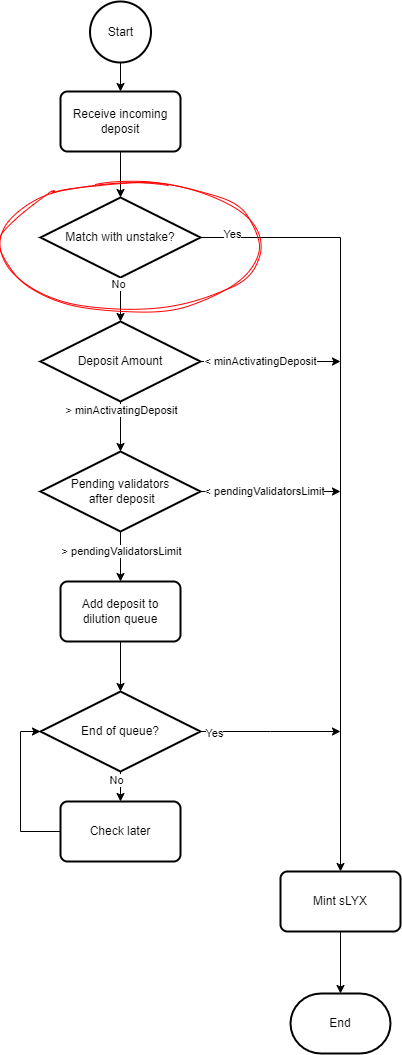 Start
Receive incoming
deposit
Match with unstake?
Yes
No
Deposit Amount
< minActivatingDeposit
> minActivatingDeposit
Pending validators
after deposit
< pendingValidatorsLimit
> pendingValidatorsLimit
Add deposit to
dilution queue
End of queue?
Yes
No
Check later
Mint sLYX
End